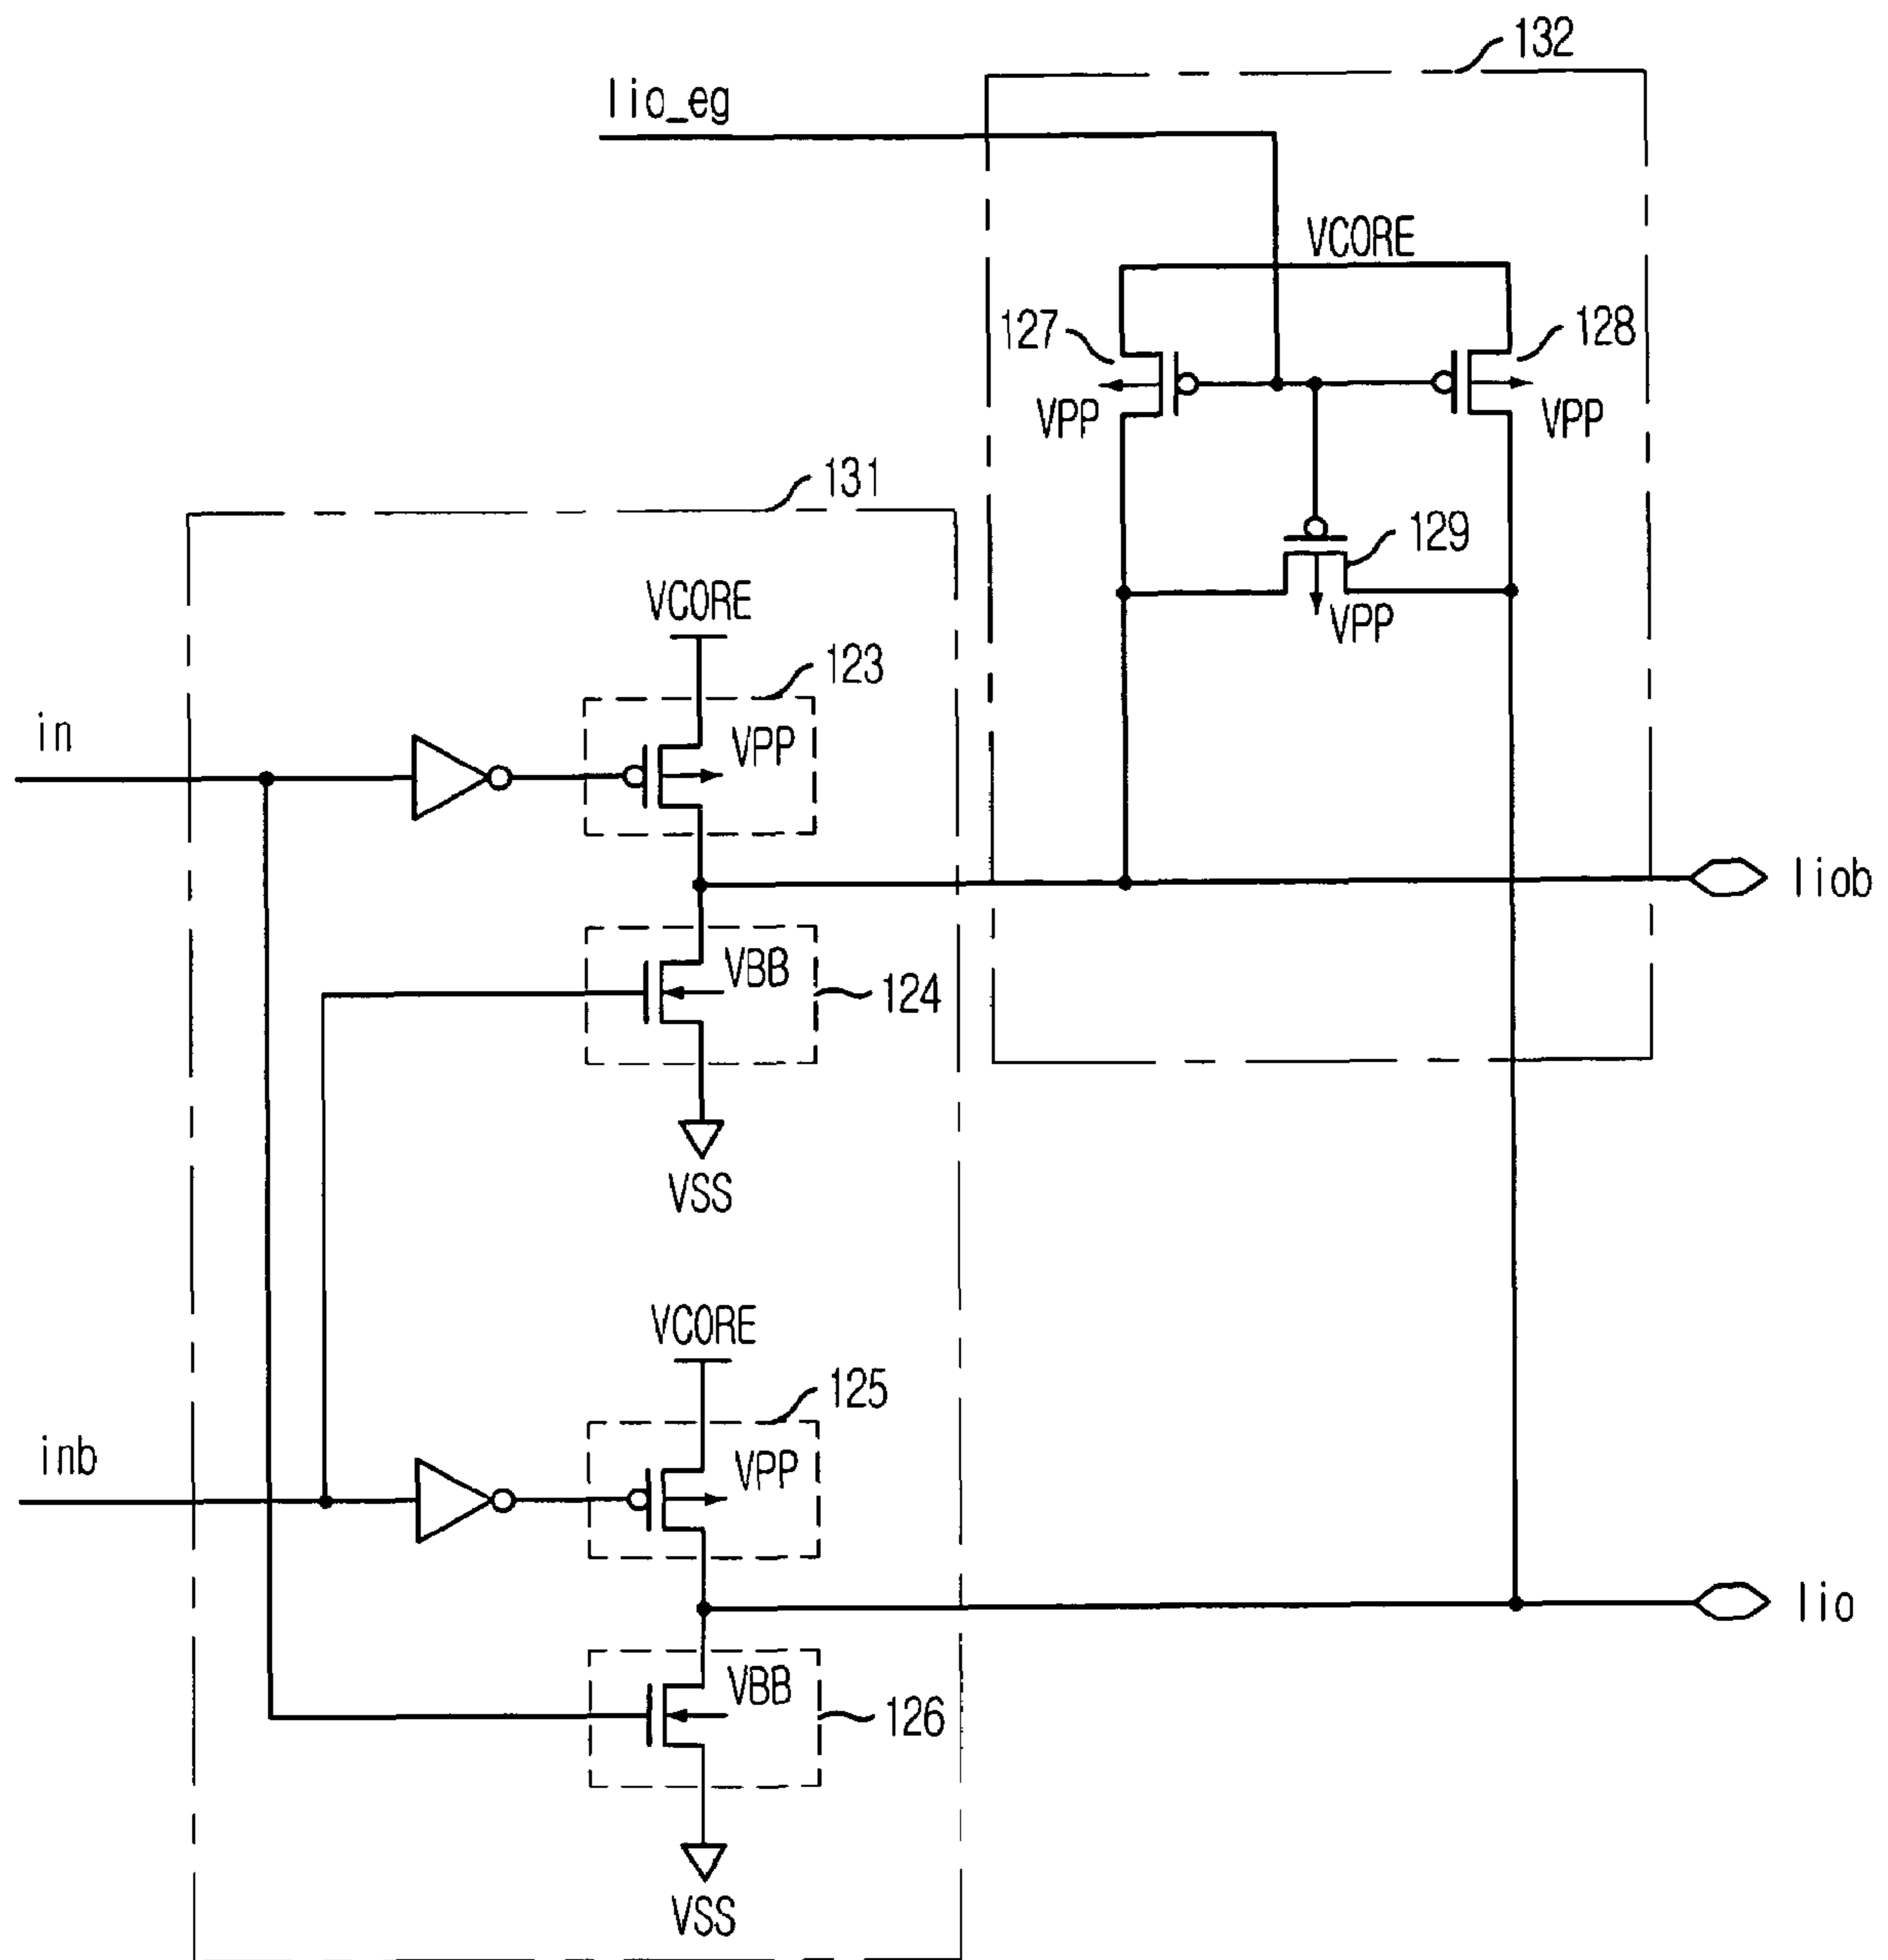 132
lio_eg
VCORE
127
128
VPP
VPP
131
129
VCORE
VPP
123
in
VPP
liob
VBB
124
VSS
VCORE
125
inb
VPP
lio
VBB
126
VSS